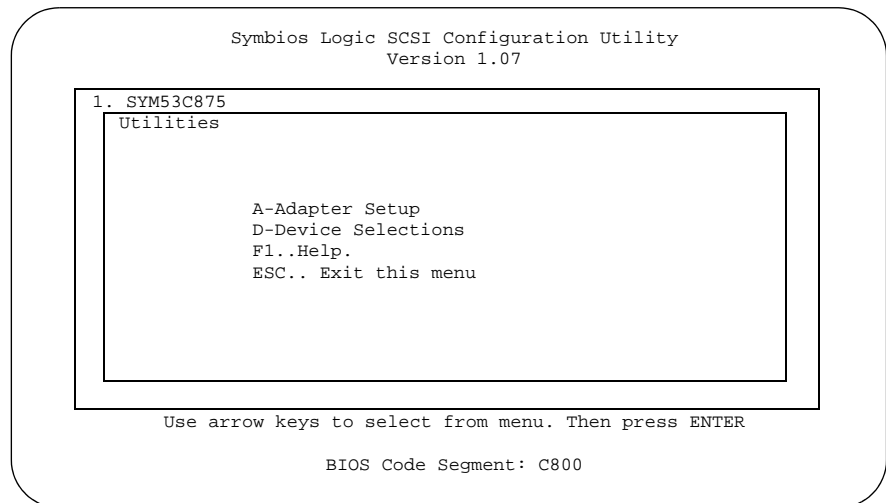 Symbios Logic SCSI Configuration Utility
Version 1.07
1. SYM53C875
Utilities
A-Adapter Setup
D-Device Selections
F1..Help.
ESC.. Exit this menu
Use arrow keys to select from menu. Then press ENTER
BIOS Code Segment: C800